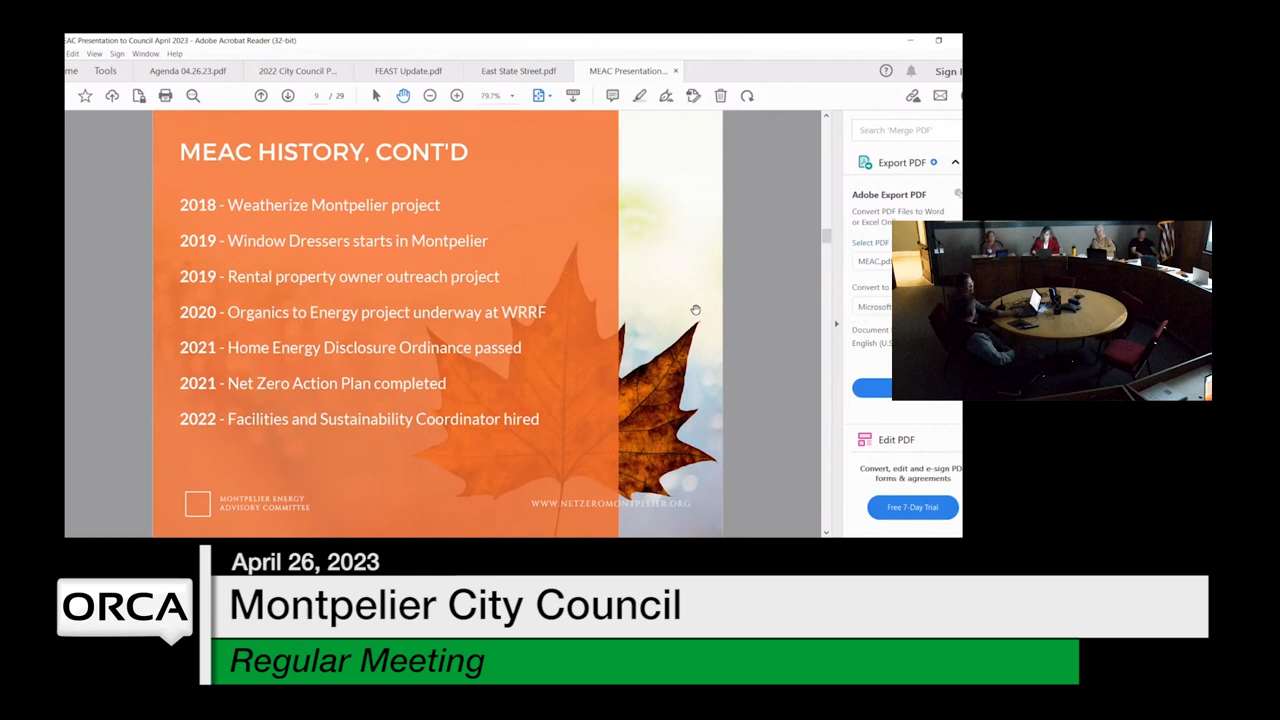 EAC Presentation to Council April 2023 - Adobe Acrobat Reader (32-bit)
Edit View Sign Window Help
me Tools Agenda 04.26.23.pdf 2022 City Council P... FEAST Update.pdf East State Street.pdf MEAC Presentation... × Sign I
9 / 29 79.7%
MEAC HISTORY, CONT'D
2018 - Weatherize Montpelier project
2019 - Window Dressers starts in Montpelier
2019 - Rental property owner outreach project
2020 - Organics to Energy project underway at WRRF
2021 - Home Energy Disclosure Ordinance passed
2021 - Net Zero Action Plan completed
2022 - Facilities and Sustainability Coordinator hired
MONTPELIER ENERGY
ADVISORY COMMITTEE
WWW.NETZEROMONTPELIER.ORG
Search 'Merge PDF'
Export PDF
Adobe Export PDF
Convert PDF Files to Word
or Excel On
Select PDF
MEAC.pd
Convert to
Microsof
Document
English (U.S
Edit PDF
Convert, edit and e-sign PD
forms & agreements
Free 7-Day Trial
April 26, 2023
ORCA
Montpelier City Council
Regular Meeting